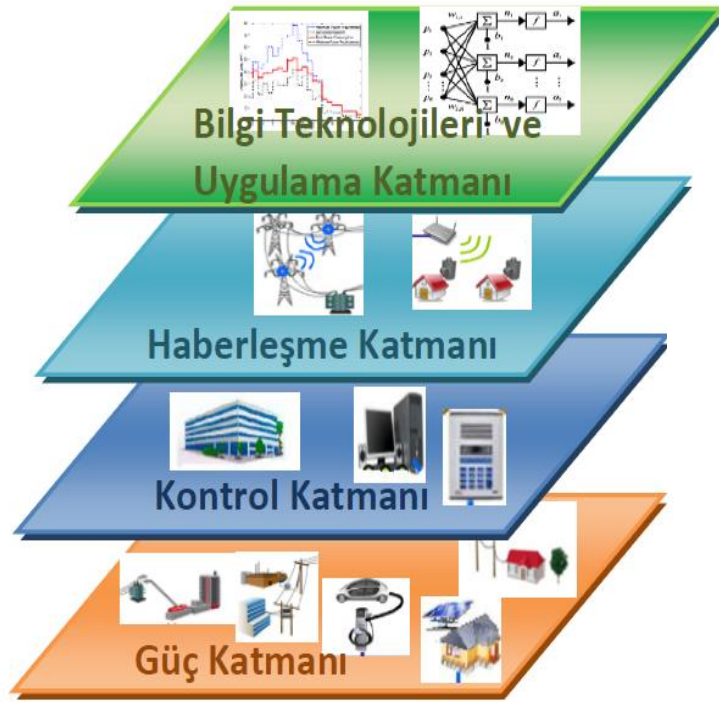 Bilgi Teknolojileri ve
Uygulama Katmanı
Haberleşme Katmanı
Kontrol Katmanı
Güç Katmanı